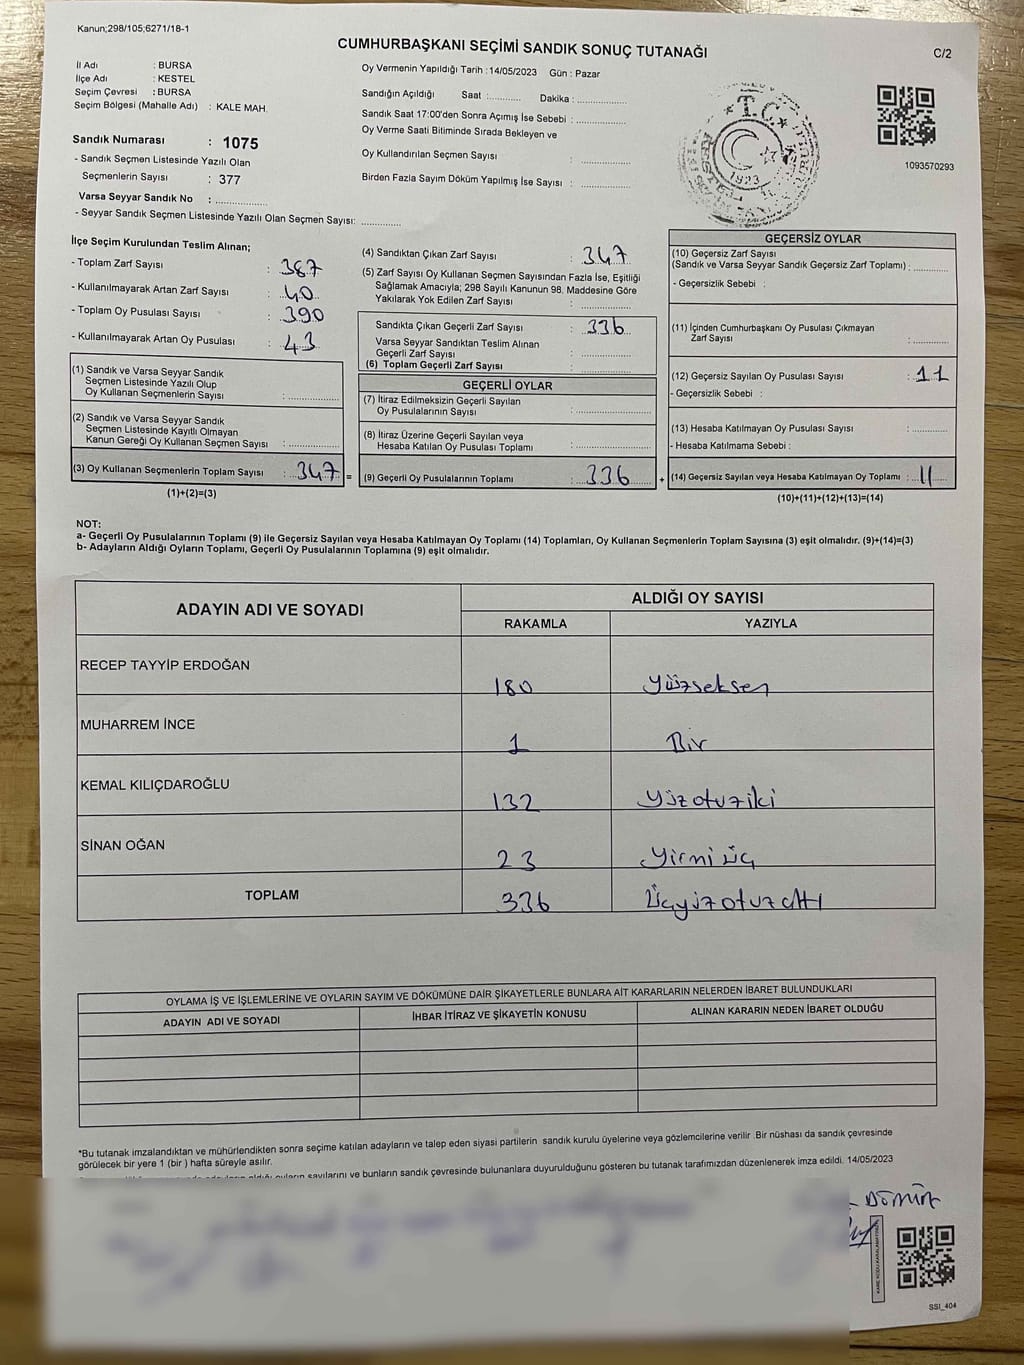 Kanun;298/105;6271/18-1
CUMHURBAŞKANI SEÇİMİ SANDIK SONUÇ TUTANAĞI
C/2
İl Adı : BURSA
İlçe Adı : KESTEL
Seçim Çevresi : BURSA
Seçim Bölgesi (Mahalle Adı) : KALE MAH.
Sandık Numarası : 1075
- Sandık Seçmen Listesinde Yazılı Olan
Seçmenlerin Sayısı : 377
Varsa Seyyar Sandık No : ..............
- Seyyar Sandık Seçmen Listesinde Yazılı Olan Seçmen Sayısı: ..............
Oy Vermenin Yapıldığı Tarih : 14/05/2023 Gün : Pazar
Sandığın Açıldığı Saat :........... Dakika : ..............
Sandık Saat 17:00'den Sonra Açımış İse Sebebi : ..............
Oy Verme Saati Bitiminde Sırada Bekleyen ve
Oy Kullandırılan Seçmen Sayısı : ..............
Birden Fazla Sayım Döküm Yapılmış İse Sayısı : ..............
T.C.
1923
1093570293
İlçe Seçim Kurulundan Teslim Alınan;
- Toplam Zarf Sayısı : 387
- Kullanılmayarak Artan Zarf Sayısı : 40
- Toplam Oy Pusulası Sayısı : 390
- Kullanılmayarak Artan Oy Pusulası : 43
(1) Sandık ve Varsa Seyyar Sandık
Seçmen Listesinde Yazılı Olup
Oy Kullanan Seçmenlerin Sayısı : ..............
(2) Sandık ve Varsa Seyyar Sandık
Seçmen Listesinde Kayıtlı Olmayan
Kanun Gereği Oy Kullanan Seçmen Sayısı : ..............
(3) Oy Kullanan Seçmenlerin Toplam Sayısı : 347 =
(1)+(2)=(3)
(4) Sandıktan Çıkan Zarf Sayısı : 347
(5) Zarf Sayısı Oy Kullanan Seçmen Sayısından Fazla İse, Eşitliği
Sağlamak Amacıyla; 298 Sayılı Kanunun 98. Maddesine Göre
Yakılarak Yok Edilen Zarf Sayısı : ..............
Sandıkta Çıkan Geçerli Zarf Sayısı : 336
Varsa Seyyar Sandıktan Teslim Alınan
Geçerli Zarf Sayısı : ..............
(6) Toplam Geçerli Zarf Sayısı ..............
GEÇERLİ OYLAR
(7) İtiraz Edilmeksizin Geçerli Sayılan
Oy Pusulalarının Sayısı : ..............
(8) İtiraz Üzerine Geçerli Sayılan veya
Hesaba Katılan Oy Pusulası Toplamı : ..............
(9) Geçerli Oy Pusulalarının Toplamı : 336 +
GEÇERSİZ OYLAR
(10) Geçersiz Zarf Sayısı
(Sandık ve Varsa Seyyar Sandık Geçersiz Zarf Toplamı) : ..............
- Geçersizlik Sebebi :
(11) İçinden Cumhurbaşkanı Oy Pusulası Çıkmayan
Zarf Sayısı : ..............
(12) Geçersiz Sayılan Oy Pusulası Sayısı : 11
- Geçersizlik Sebebi :
(13) Hesaba Katılmayan Oy Pusulası Sayısı : ..............
- Hesaba Katılmama Sebebi :
(14) Geçersiz Sayılan veya Hesaba Katılmayan Oy Toplamı : 11
(10)+(11)+(12)+(13)=(14)
NOT:
a- Geçerli Oy Pusulalarının Toplamı (9) ile Geçersiz Sayılan veya Hesaba Katılmayan Oy Toplamı (14) Toplamları, Oy Kullanan Seçmenlerin Toplam Sayısına (3) eşit olmalıdır. (9)+(14)=(3)
b- Adayların Aldığı Oyların Toplamı, Geçerli Oy Pusulalarının Toplamına (9) eşit olmalıdır.
ADAYIN ADI VE SOYADI
ALDIĞI OY SAYISI
RAKAMLA YAZIYLA
RECEP TAYYİP ERDOĞAN 180 Yüzseksen
MUHARREM İNCE 1 Bir
KEMAL KILIÇDAROĞLU 132 Yüzotuziki
SİNAN OĞAN 23 Yirmi üç
TOPLAM 336 Üçyüzotuzaltı
OYLAMA İŞ VE İŞLEMLERİNE VE OYLARIN SAYIM VE DÖKÜMÜNE DAİR ŞİKAYETLERLE BUNLARA AİT KARARLARIN NELERDEN İBARET BULUNDUKLARI
ADAYIN ADI VE SOYADI İHBAR İTİRAZ VE ŞİKAYETİN KONUSU ALINAN KARARIN NEDEN İBARET OLDUĞU
*Bu tutanak imzalandıktan ve mühürlendikten sonra seçime katılan adayların ve talep eden siyasi partilerin sandık kurulu üyelerine veya gözlemcilerine verilir .Bir nüshası da sandık çevresinde
görülecek bir yere 1 (bir ) hafta süreyle asılır.
oyların sayılarını ve bunların sandık çevresinde bulunanlara duyurulduğunu gösteren bu tutanak tarafımızdan düzenlenerek imza edildi. 14/05/2023
SSI_404